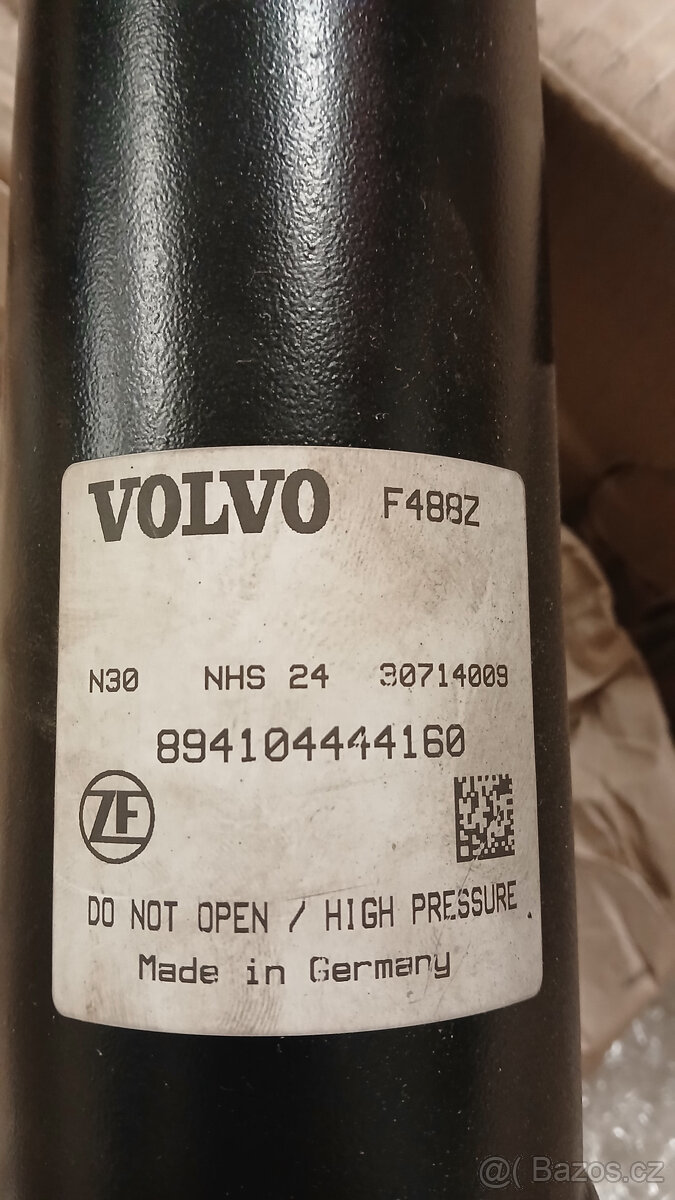 VOLVO F488Z
N30 NHS 24 30714009
894104444160
ZF
DO NOT OPEN / HIGH PRESSURE
Made in Germany
@( Bazos.cz